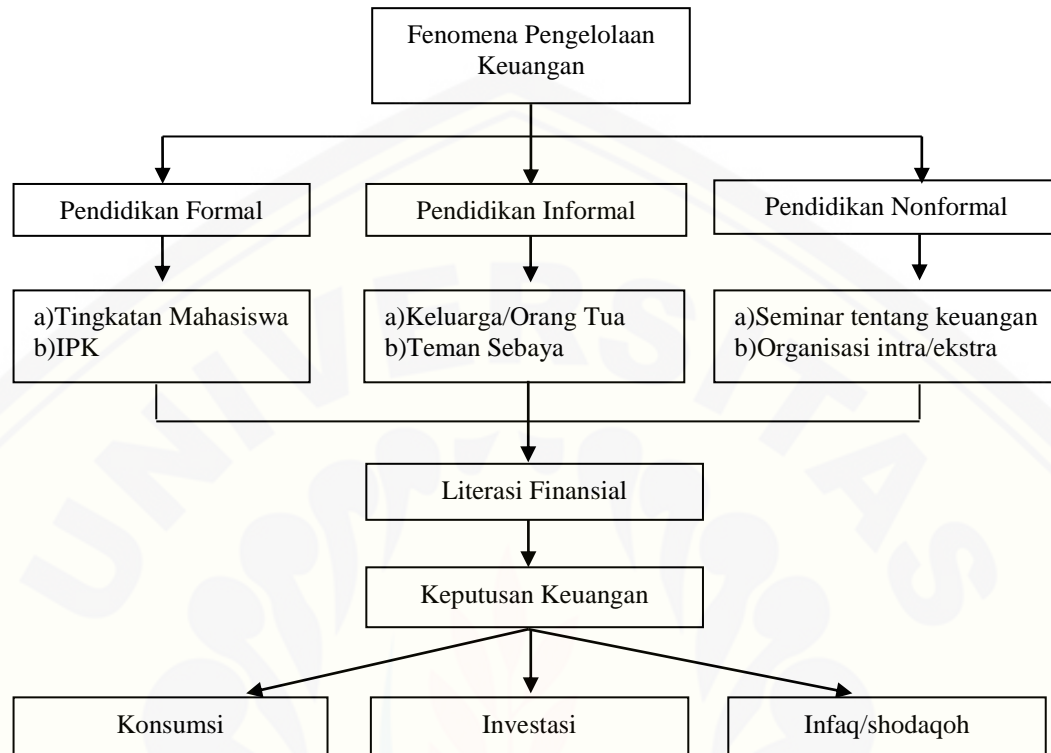 Fenomena Pengelolaan
Keuangan
Pendidikan Formal
Pendidikan Informal
Pendidikan Nonformal
a)Tingkatan Mahasiswa
b)IPK
a)Keluarga/Orang Tua
b)Teman Sebaya
a)Seminar tentang keuangan
b)Organisasi intra/ekstra
Literasi Finansial
Keputusan Keuangan
Konsumsi
Investasi
Infaq/shodaqoh
UNIVERSITAS